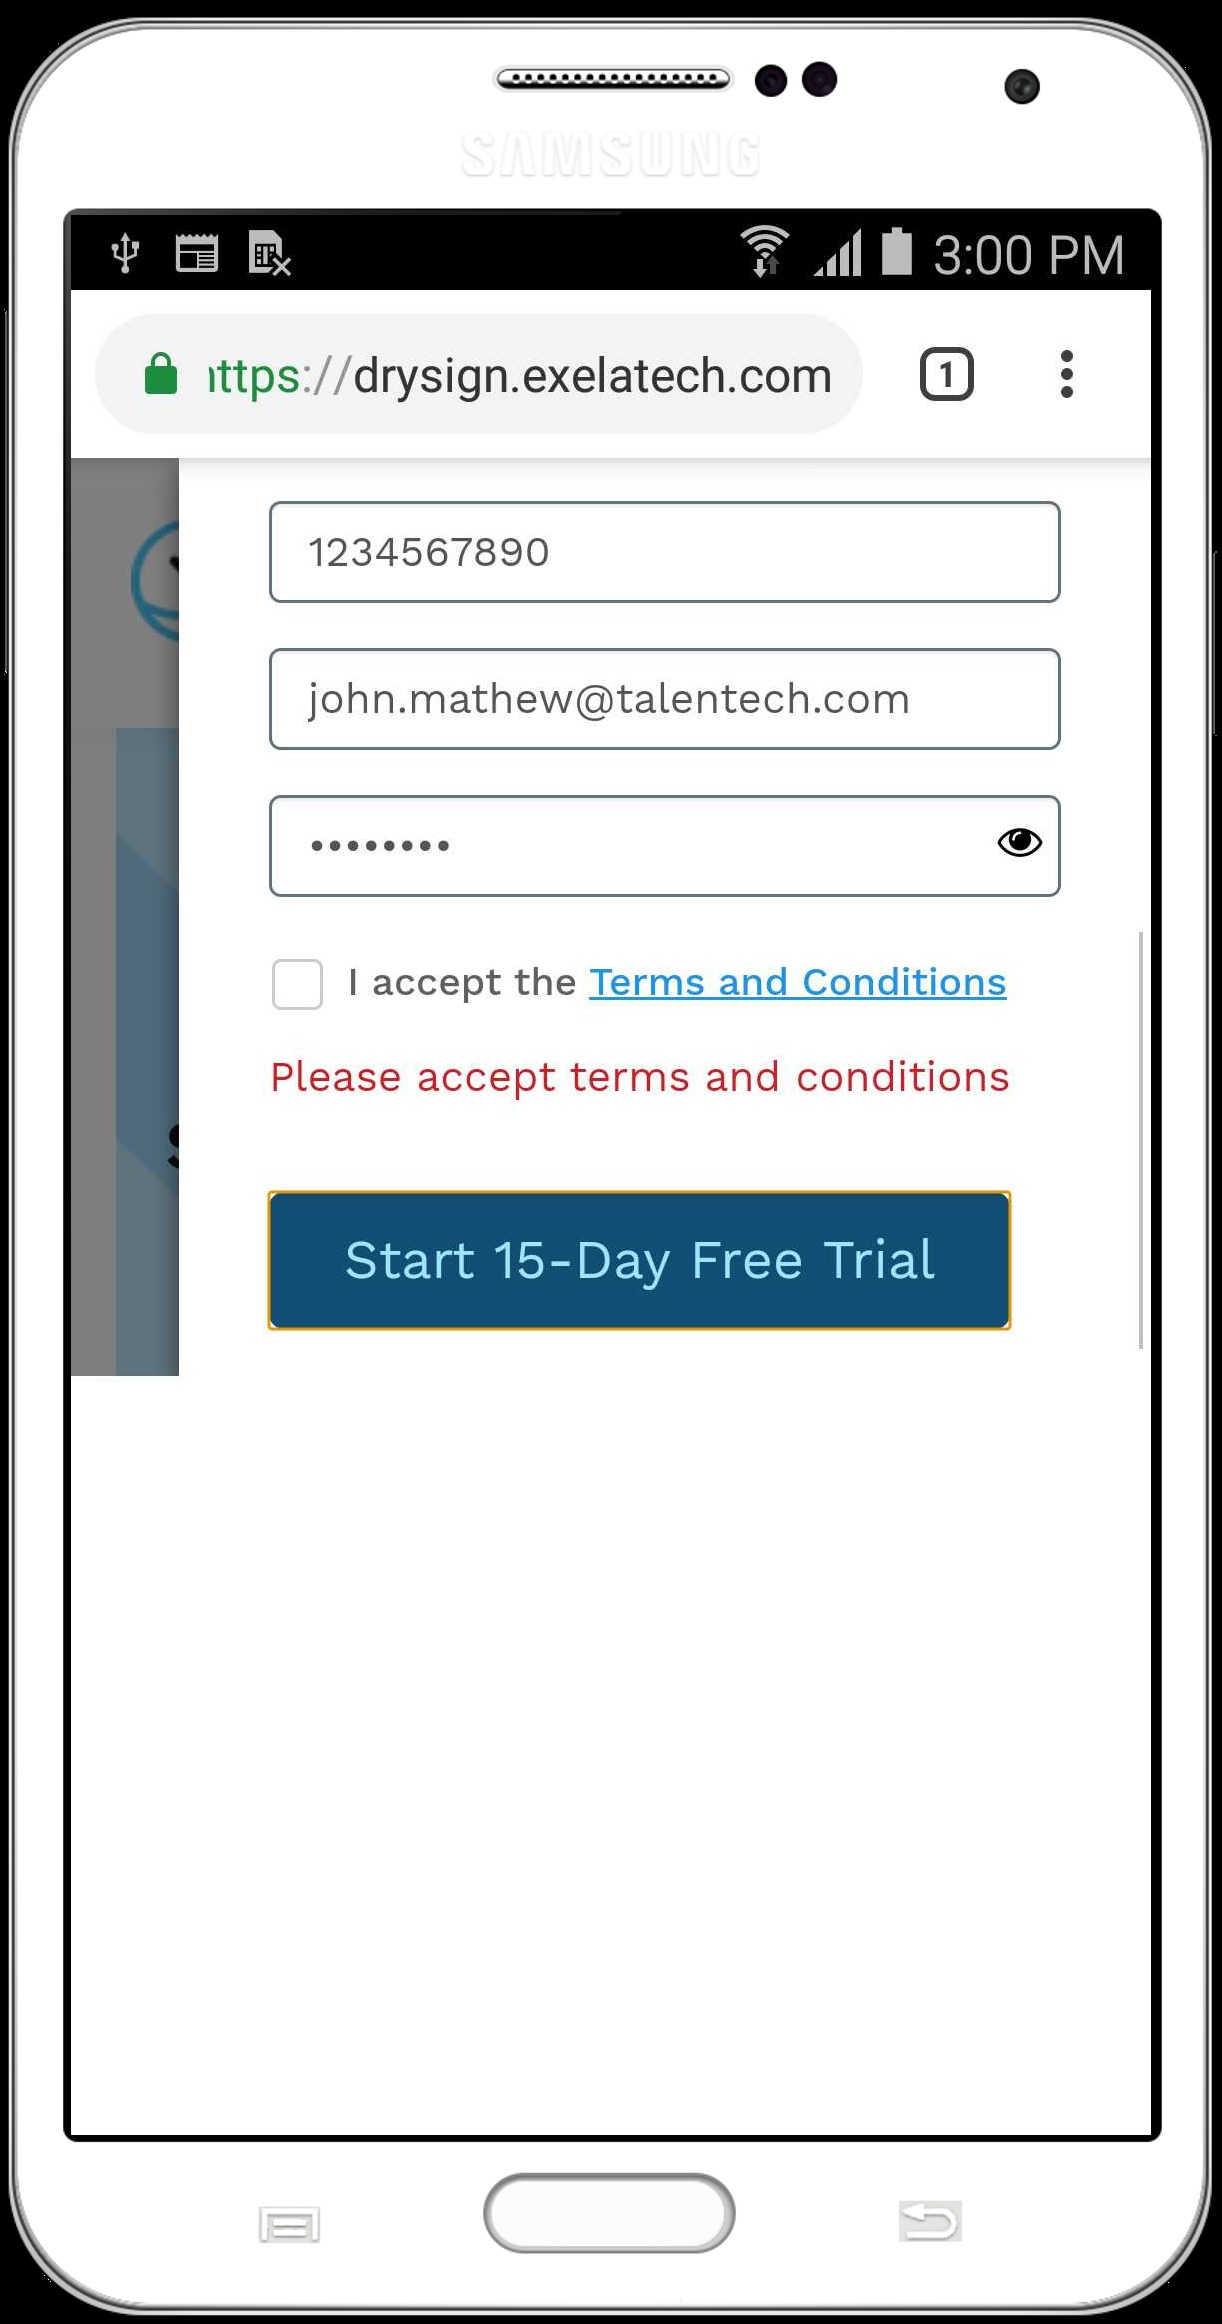 SAMSUNG
3:00 PM
ttps://drysign.exelatech.com
1
1234567890
john.mathew@talentech.com
••••••••
I accept the Terms and Conditions
Please accept terms and conditions
Start 15-Day Free Trial